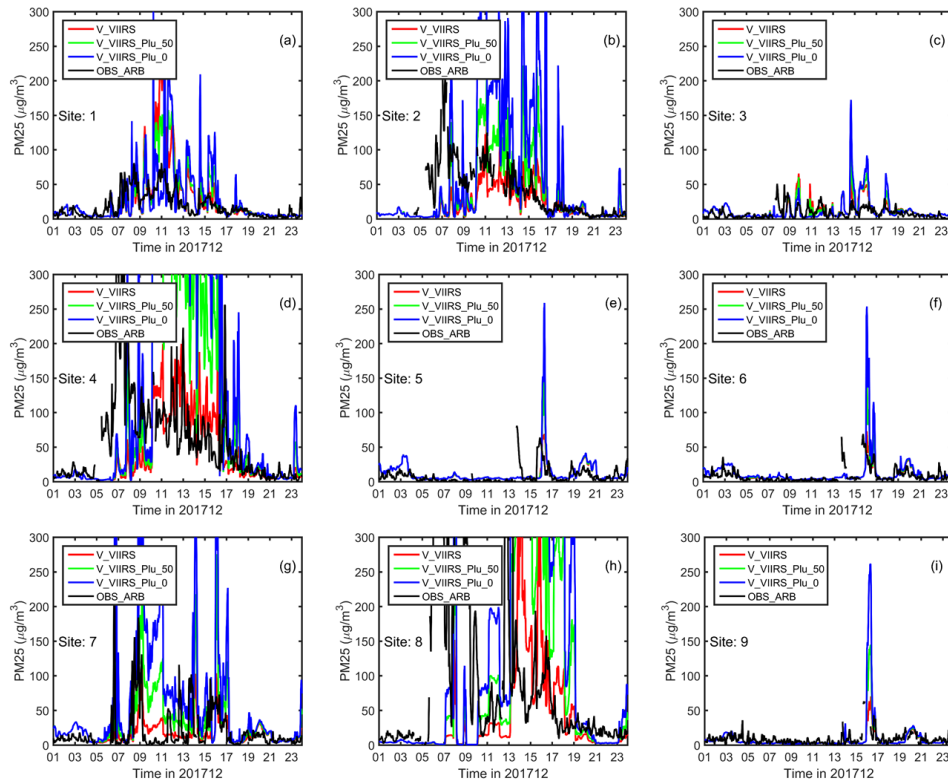 300
250
200
150
100
50
0
PM25 (μg/m³)
V_VIIRS
V_VIIRS_Plu_50
V_VIIRS_Plu_0
OBS_ARB
(a)
Site: 1
01 03 05 07 09 11 13 15 17 19 21 23
Time in 201712
300
250
200
150
100
50
0
PM25 (μg/m³)
V_VIIRS
V_VIIRS_Plu_50
V_VIIRS_Plu_0
OBS_ARB
(b)
Site: 2
01 03 05 07 09 11 13 15 17 19 21 23
Time in 201712
300
250
200
150
100
50
0
PM25 (μg/m³)
V_VIIRS
V_VIIRS_Plu_50
V_VIIRS_Plu_0
OBS_ARB
(c)
Site: 3
01 03 05 07 09 11 13 15 17 19 21 23
Time in 201712
300
250
200
150
100
50
0
PM25 (μg/m³)
V_VIIRS
V_VIIRS_Plu_50
V_VIIRS_Plu_0
OBS_ARB
(d)
Site: 4
01 03 05 07 09 11 13 15 17 19 21 23
Time in 201712
300
250
200
150
100
50
0
PM25 (μg/m³)
V_VIIRS
V_VIIRS_Plu_50
V_VIIRS_Plu_0
OBS_ARB
(e)
Site: 5
01 03 05 07 09 11 13 15 17 19 21 23
Time in 201712
300
250
200
150
100
50
0
PM25 (μg/m³)
V_VIIRS
V_VIIRS_Plu_50
V_VIIRS_Plu_0
OBS_ARB
(f)
Site: 6
01 03 05 07 09 11 13 15 17 19 21 23
Time in 201712
300
250
200
150
100
50
0
PM25 (μg/m³)
V_VIIRS
V_VIIRS_Plu_50
V_VIIRS_Plu_0
OBS_ARB
(g)
Site: 7
01 03 05 07 09 11 13 15 17 19 21 23
Time in 201712
300
250
200
150
100
50
0
PM25 (μg/m³)
V_VIIRS
V_VIIRS_Plu_50
V_VIIRS_Plu_0
OBS_ARB
(h)
Site: 8
01 03 05 07 09 11 13 15 17 19 21 23
Time in 201712
300
250
200
150
100
50
0
PM25 (μg/m³)
V_VIIRS
V_VIIRS_Plu_50
V_VIIRS_Plu_0
OBS_ARB
(i)
Site: 9
01 03 05 07 09 11 13 15 17 19 21 23
Time in 201712